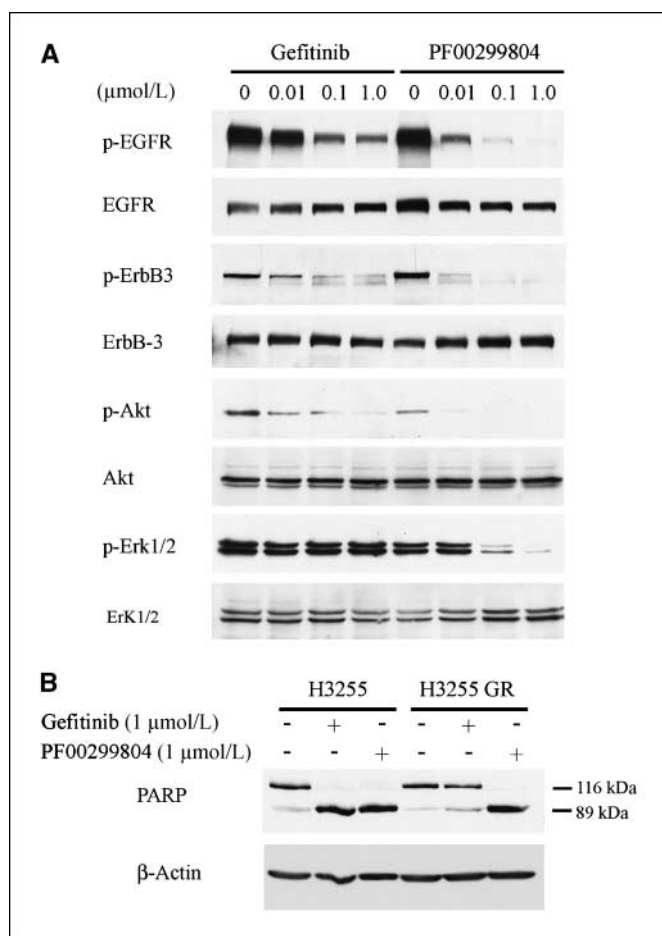 A
Gefitinib PF00299804
(μmol/L) 0 0.01 0.1 1.0 0 0.01 0.1 1.0
p-EGFR
EGFR
p-ErbB3
ErbB-3
p-Akt
Akt
p-Erk1/2
ErK1/2
B
H3255 H3255 GR
Gefitinib (1 μmol/L) - + - - + -
PF00299804 (1 μmol/L) - - + - - +
PARP
116 kDa
89 kDa
β-Actin